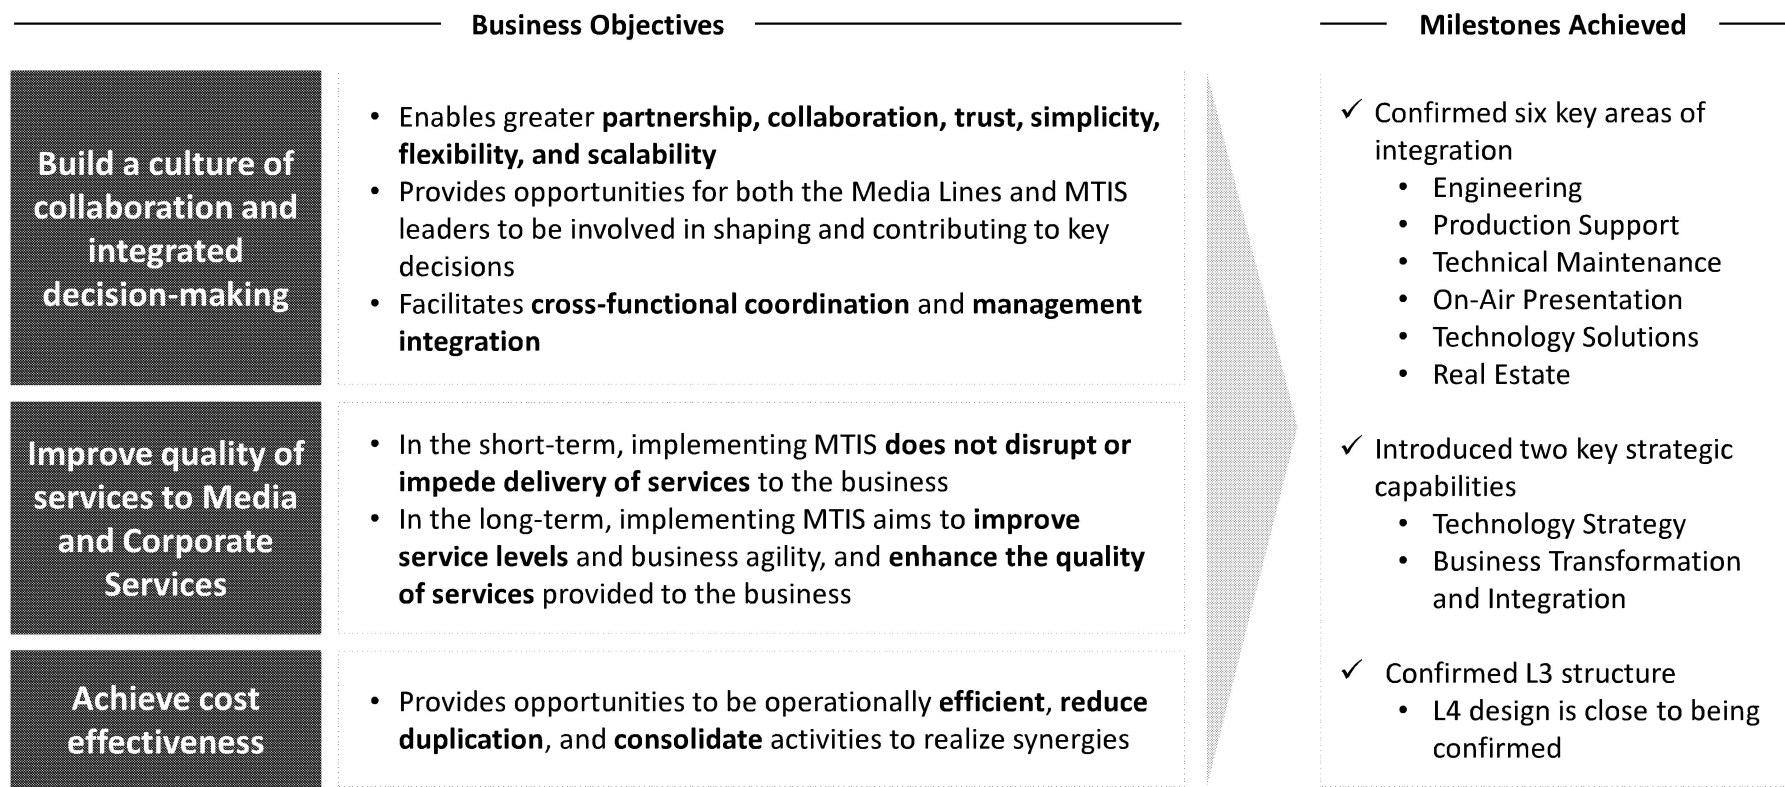 Business Objectives
Milestones Achieved
Build a culture of
collaboration and
integrated
decision-making
• Enables greater partnership, collaboration, trust, simplicity,
flexibility, and scalability
• Provides opportunities for both the Media Lines and MTIS
leaders to be involved in shaping and contributing to key
decisions
• Facilitates cross-functional coordination and management
integration
Improve quality of
services to Media
and Corporate
Services
• In the short-term, implementing MTIS does not disrupt or
impede delivery of services to the business
• In the long-term, implementing MTIS aims to improve
service levels and business agility, and enhance the quality
of services provided to the business
Achieve cost
effectiveness
• Provides opportunities to be operationally efficient, reduce
duplication, and consolidate activities to realize synergies
✓ Confirmed six key areas of
integration
• Engineering
• Production Support
• Technical Maintenance
• On-Air Presentation
• Technology Solutions
• Real Estate
✓ Introduced two key strategic
capabilities
• Technology Strategy
• Business Transformation
and Integration
✓ Confirmed L3 structure
• L4 design is close to being
confirmed